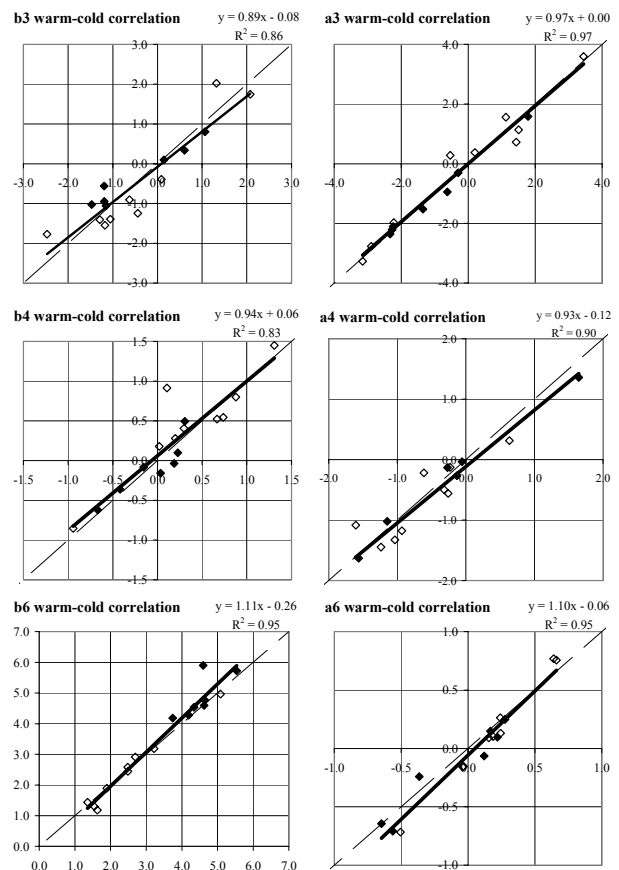 b3 warm-cold correlation
y = 0.89x - 0.08
R² = 0.86
3.0
2.0
1.0
0.0
-3.0 -2.0 -1.0 0.0 1.0 2.0 3.0
-1.0
-2.0
-3.0
a3 warm-cold correlation
y = 0.97x + 0.00
R² = 0.97
4.0
2.0
0.0
-4.0 -2.0 0.0 2.0 4.0
-2.0
-4.0
b4 warm-cold correlation
y = 0.94x + 0.06
R² = 0.83
1.5
1.0
0.5
0.0
-1.5 -1.0 -0.5 0.0 0.5 1.0 1.5
-0.5
-1.0
-1.5
a4 warm-cold correlation
y = 0.93x - 0.12
R² = 0.90
2.0
1.0
0.0
-2.0 -1.0 0.0 1.0 2.0
-1.0
-2.0
b6 warm-cold correlation
y = 1.11x - 0.26
R² = 0.95
7.0
6.0
5.0
4.0
3.0
2.0
1.0
0.0
0.0 1.0 2.0 3.0 4.0 5.0 6.0 7.0
a6 warm-cold correlation
y = 1.10x - 0.06
R² = 0.95
1.0
0.5
0.0
-1.0 -0.5 0.0 0.5 1.0
-0.5
-1.0